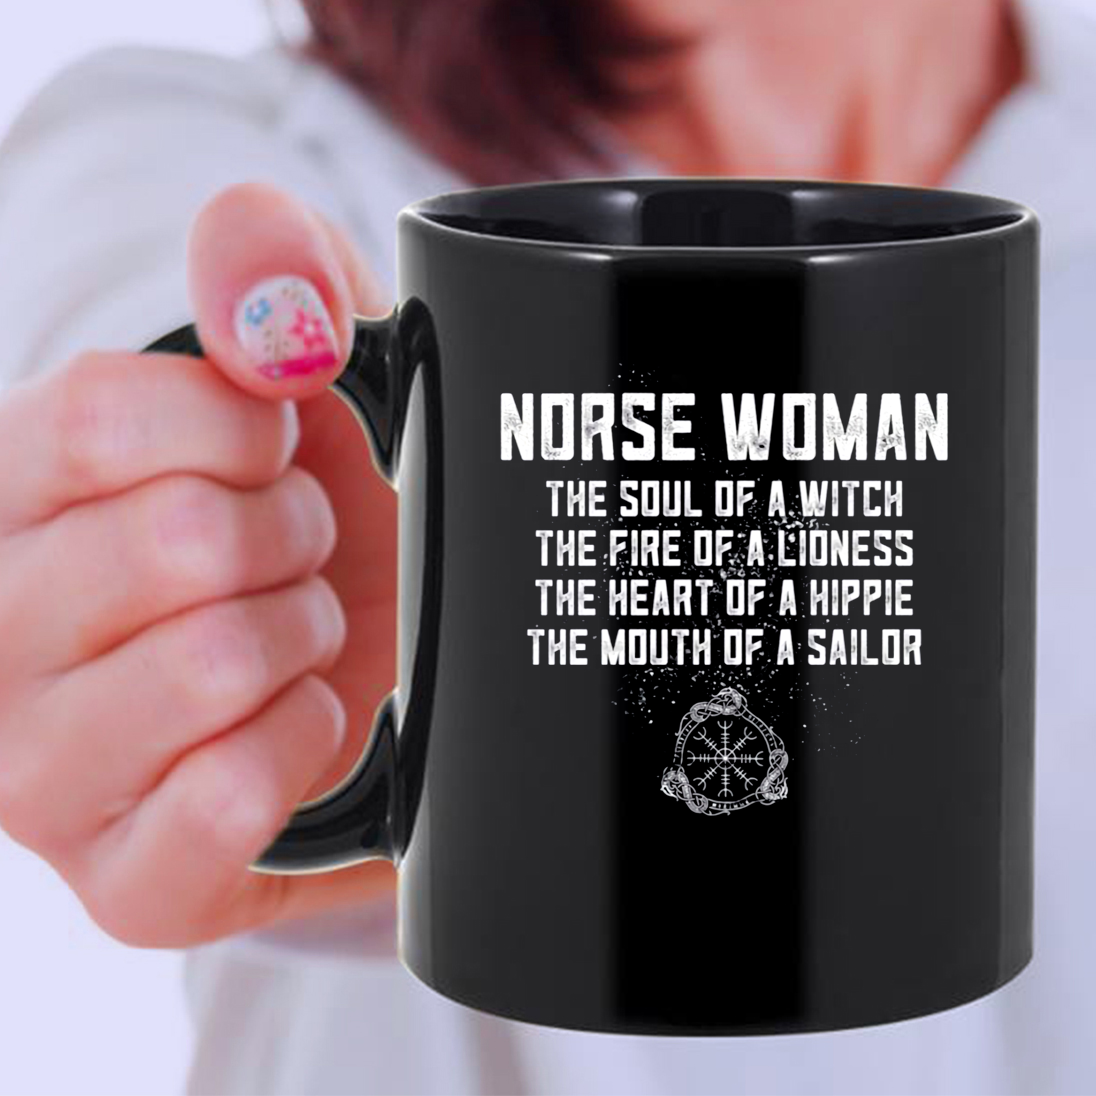 NORSE WOMAN
THE SOUL OF A WITCH
THE FIRE OF A LIONESS
THE HEART OF A HIPPIE
THE MOUTH OF A SAILOR